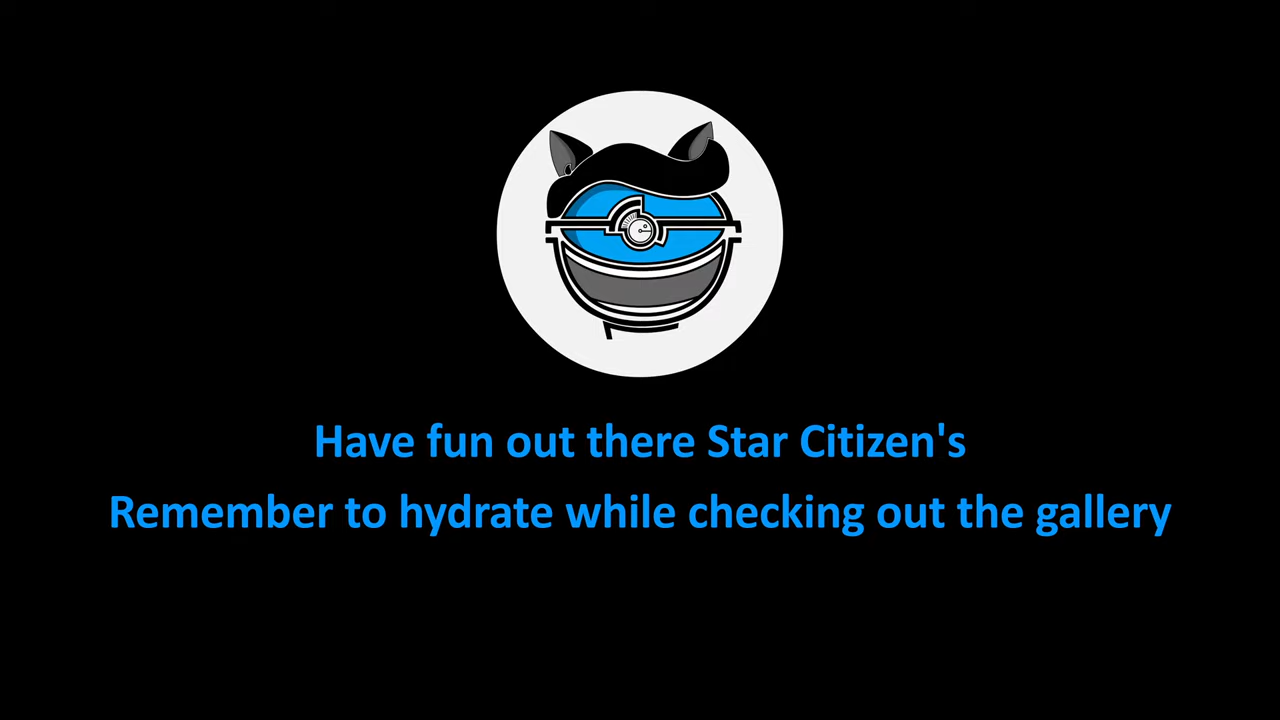 Have fun out there Star Citizen's
Remember to hydrate while checking out the gallery